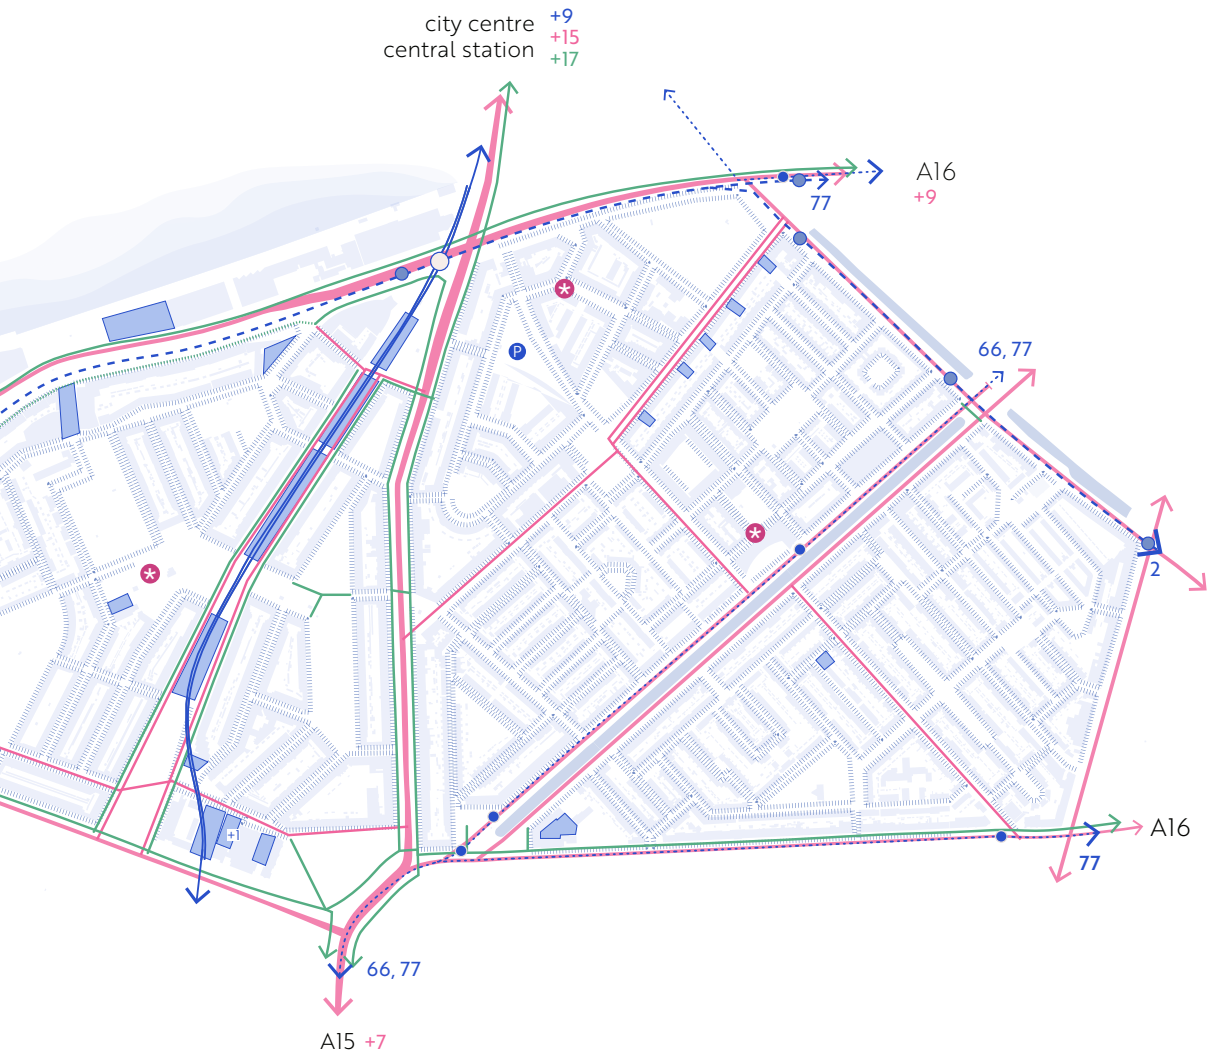 city centre +9
central station +15
+17
A16
+9
77
66, 77
2
P
A16
77
66, 77
A15 +7